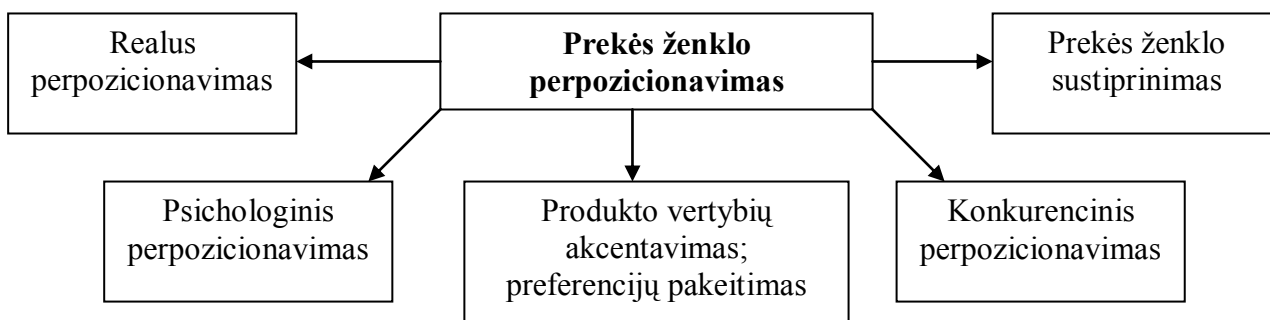 Realus
perpozicionavimas
Prekės ženklo
perpozicionavimas
Prekės ženklo
sustiprinimas
Psichologinis
perpozicionavimas
Produkto vertybių
akcentavimas;
preferencijų pakeitimas
Konkurencinis
perpozicionavimas